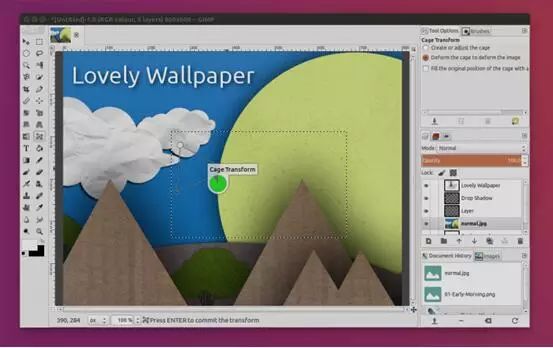 *[Untitled]-1.0 (RGB colour, 5 layers) 800x600 – GIMP
Lovely Wallpaper
Cage Transform
390, 284
px
100 %
Press ENTER to commit the transform
Tool Options
Brushes
Cage Transform
Create or adjust the cage
Deform the cage to deform the image
Fill the original position of the cage with a
Mode: Normal
Opacity 100.0
Lock:
Lovely Wallpaper
Drop Shadow
Layer
normal.jpg
Document History
Images
normal.jpg
01-Early-Morning.png